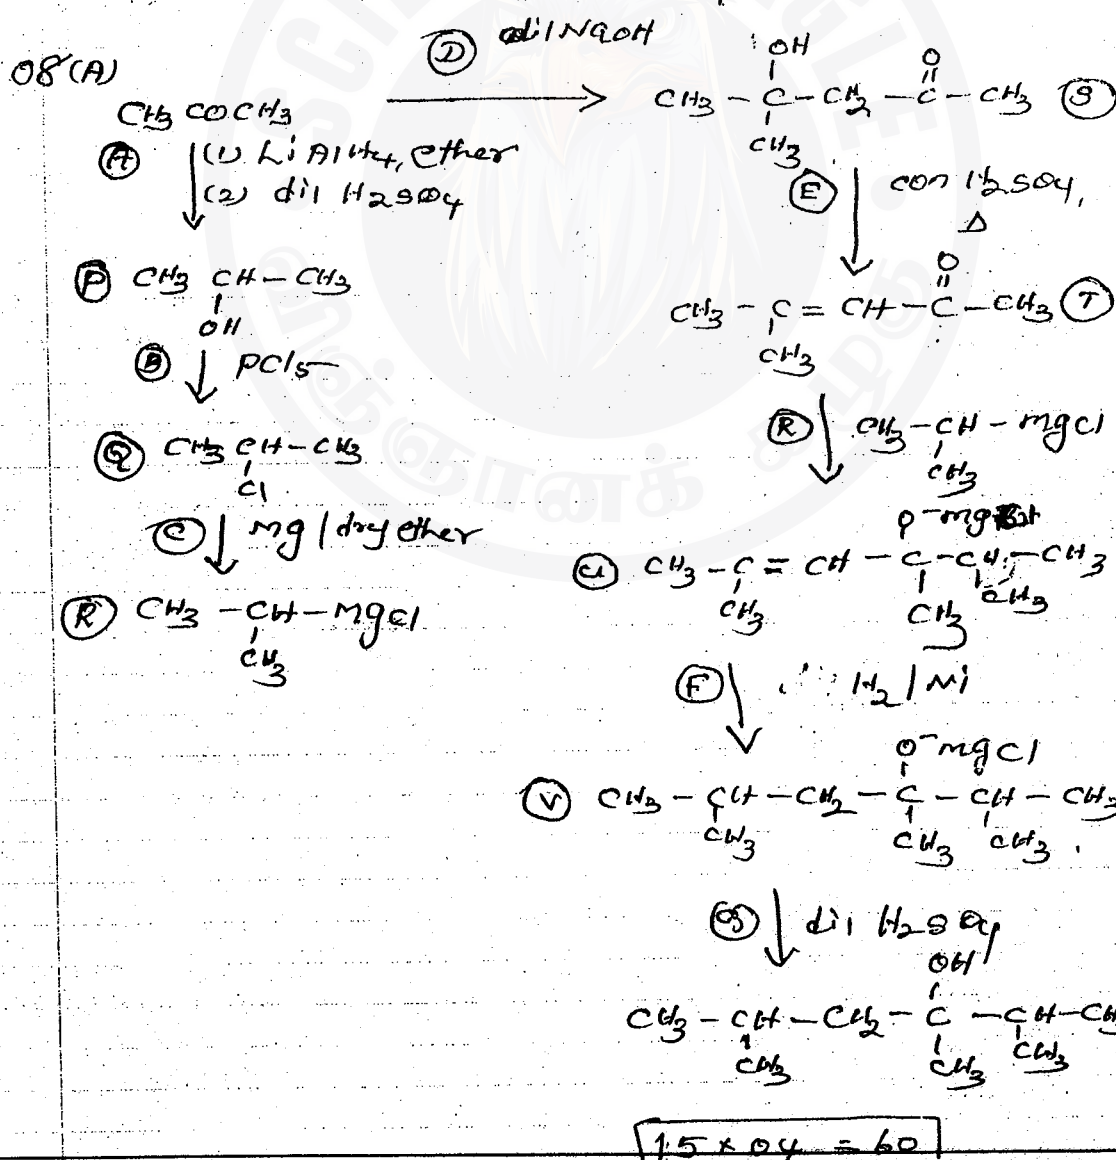 08(A)
CH3COCH3
(D) dil NaOH
OH O
CH3 - C - CH2 - C - CH3 (S)
CH3
(A) (1) LiAlH4, ether
(2) dil H2SO4
(P) CH3 CH - CH3
OH
(B) PCl5
(Q) CH3 CH - CH3
Cl
(C) Mg / dry ether
(R) CH3 - CH - MgCl
CH3
(E) con H2SO4,
Δ
O
CH3 - C = CH - C - CH3 (T)
CH3
(R) CH3 - CH - MgCl
CH3
CH3 - C = CH - C - CH - CH3
CH3 CH3 CH3
(F) H2 / Ni
O-MgCl
(V) CH3 - CH - CH2 - C - CH - CH3
CH3 CH3 CH3
dil H2SO4
OH
CH3 - CH - CH2 - C - CH - CH
CH3 CH3 CH3
15 x 04 = 60